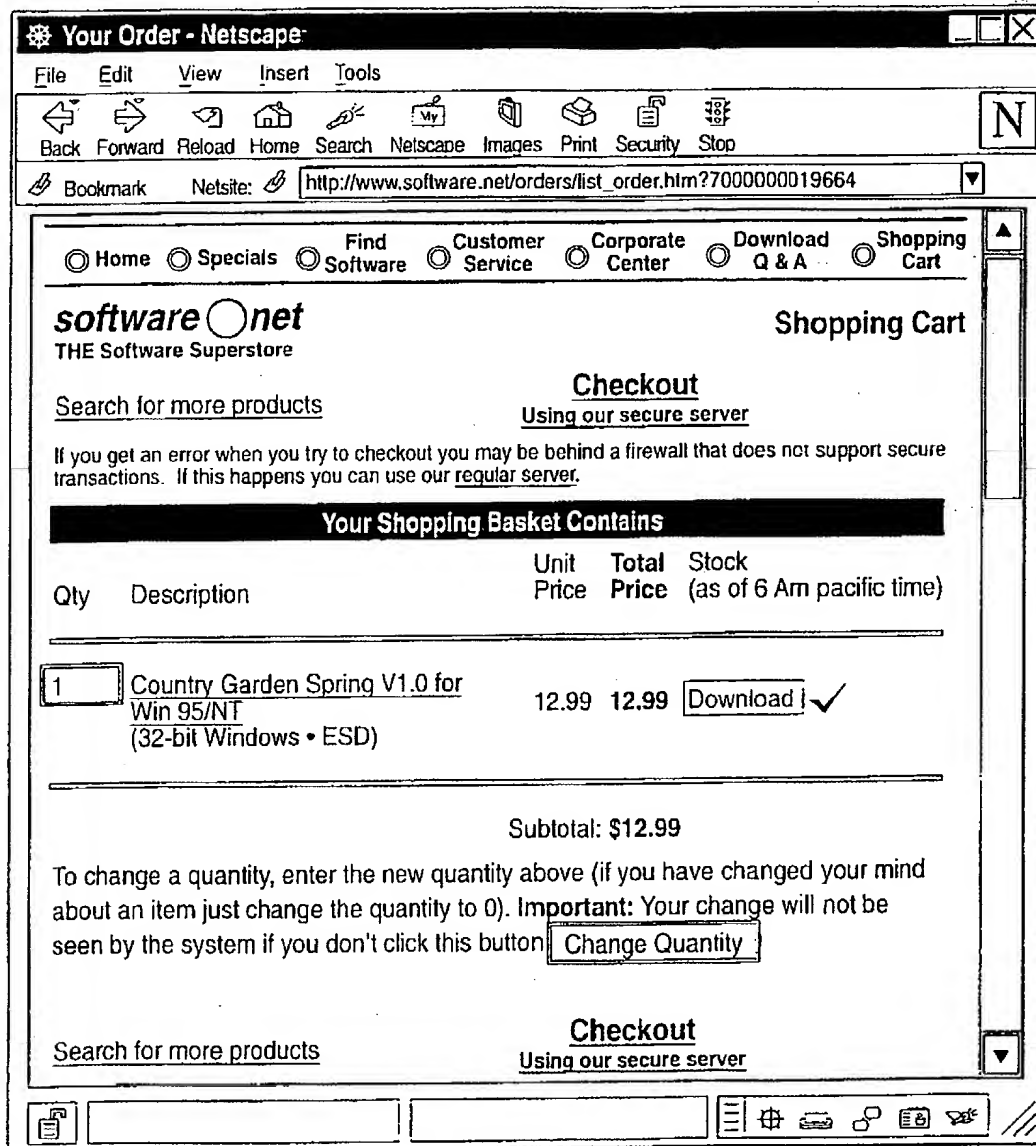 Your Order - Netscape
File Edit View Insert Tools
My
N
Back Forward Reload Home Search Netscape Images Print Security Stop
Bookmark Netsite: http://www.software.net/orders/list_order.htm?7000000019664
Home Specials Find Software Customer Service Corporate Center Download Q & A Shopping Cart
software net
Shopping Cart
THE Software Superstore
Search for more products
Checkout
Using our secure server
If you get an error when you try to checkout you may be behind a firewall that does not support secure
transactions. If this happens you can use our regular server.
Your Shopping Basket Contains
Qty Description Unit Price Total Price Stock (as of 6 Am pacific time)
1 Country Garden Spring V1.0 for 12.99 12.99 Download
Win 95/NT
(32-bit Windows • ESD)
Subtotal: $12.99
To change a quantity, enter the new quantity above (if you have changed your mind
about an item just change the quantity to 0). Important: Your change will not be
seen by the system if you don't click this button Change Quantity
Search for more products
Checkout
Using our secure server